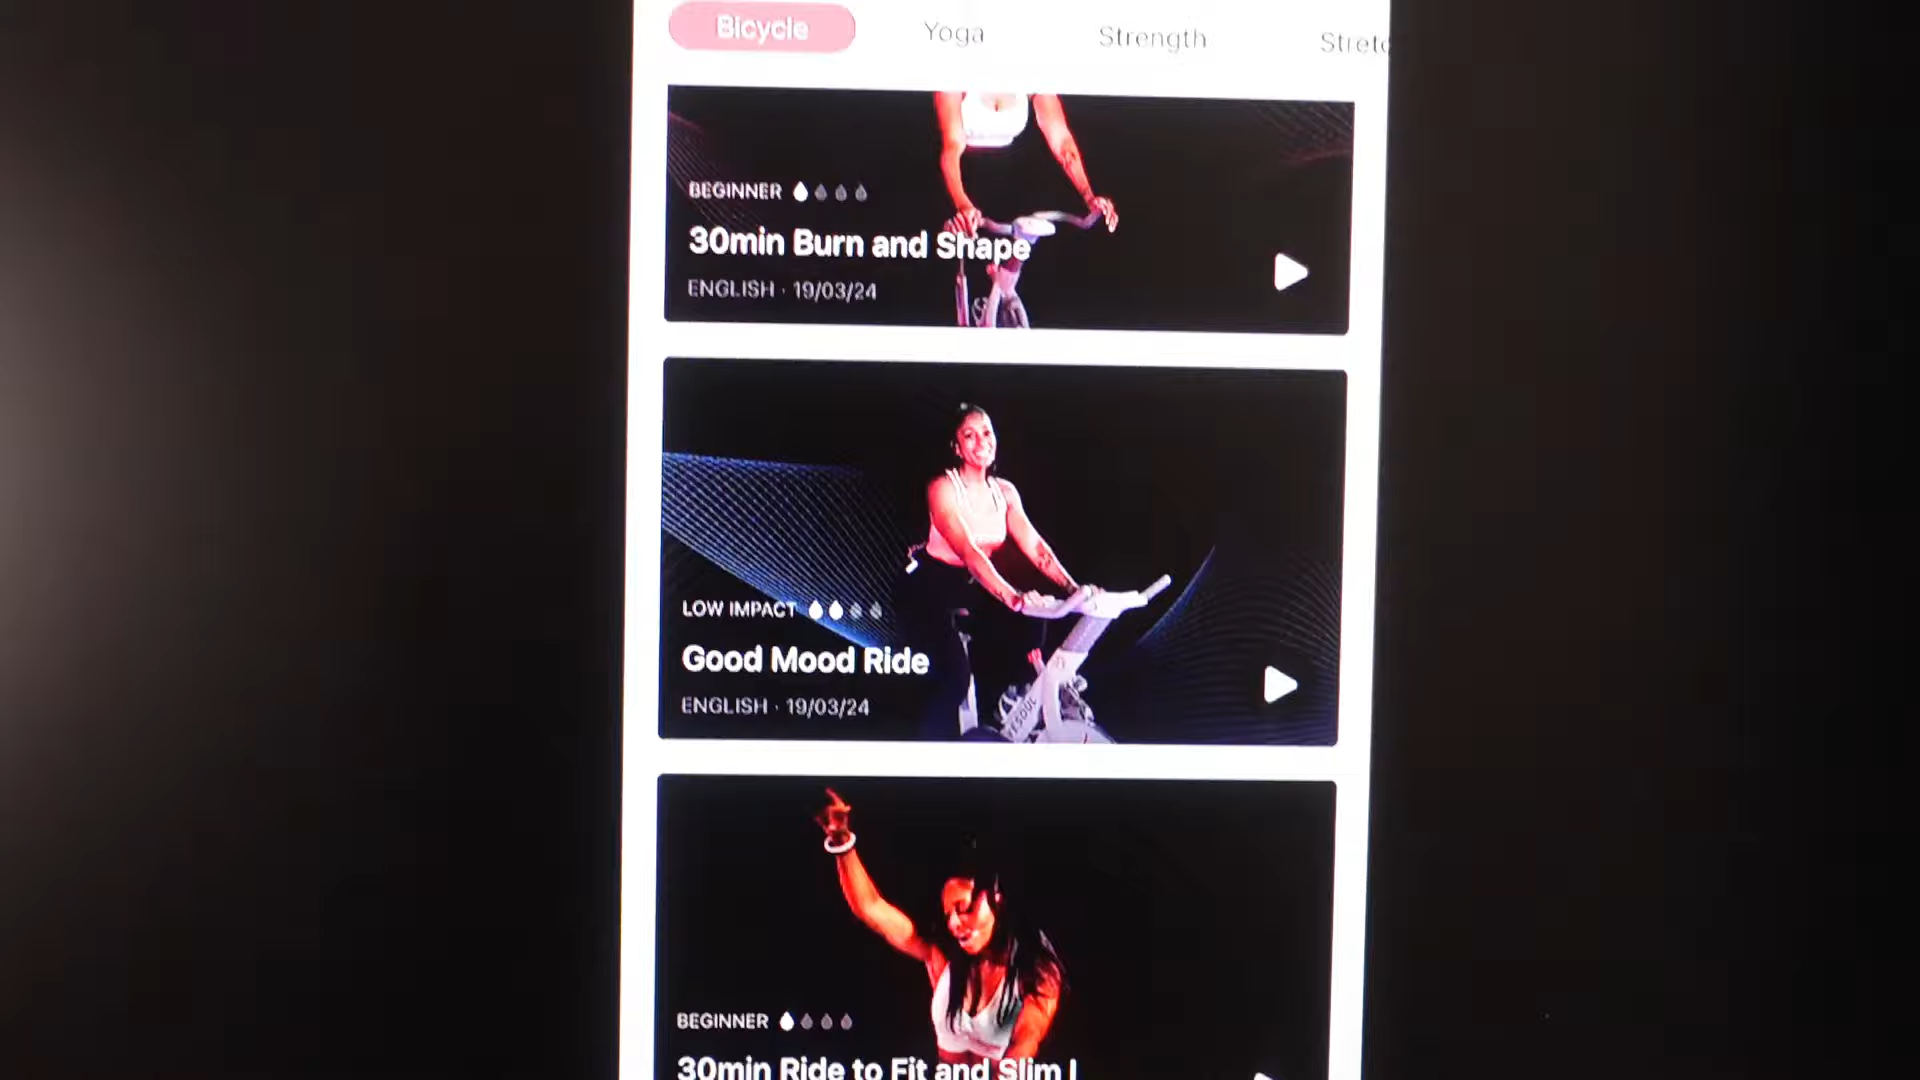 Bicycle
Yoga
Strength
Stretc
BEGINNER
30min Burn and Shape
ENGLISH · 19/03/24
LOW IMPACT
Good Mood Ride
ENGLISH · 19/03/24
BEGINNER
30min Ride to Fit and Slim I